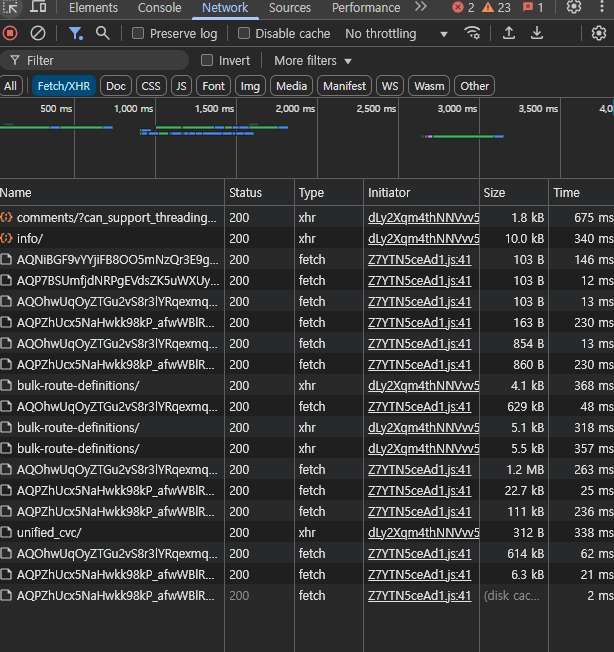 Elements Console Network Sources Performance 2 23 1
Preserve log Disable cache No throttling
Filter Invert More filters
All Fetch/XHR Doc CSS JS Font Img Media Manifest WS Wasm Other
500 ms 1,000 ms 1,500 ms 2,000 ms 2,500 ms 3,000 ms 3,500 ms 4,0
Name Status Type Initiator Size Time
comments/?can_support_threading... 200 xhr dLy2Xqm4thNNVvv5 1.8 kB 675 ms
info/ 200 xhr dLy2Xqm4thNNVvv5 10.0 kB 340 ms
AQNiBGF9vYYjiFB8OO5mNzQr3E9g... 200 fetch Z7YTN5ceAd1.js:41 103 B 146 ms
AQP7BSUmfjdNRPgEVdsZK5uWXUy... 200 fetch Z7YTN5ceAd1.js:41 103 B 12 ms
AQOhwUqOyZTGu2vS8r3lYRqexmq... 200 fetch Z7YTN5ceAd1.js:41 103 B 13 ms
AQPZhUcx5NaHwkk98kP_afwWBlR... 200 fetch Z7YTN5ceAd1.js:41 163 B 230 ms
AQOhwUqOyZTGu2vS8r3lYRqexmq... 200 fetch Z7YTN5ceAd1.js:41 854 B 13 ms
AQPZhUcx5NaHwkk98kP_afwWBlR... 200 fetch Z7YTN5ceAd1.js:41 860 B 230 ms
bulk-route-definitions/ 200 xhr dLy2Xqm4thNNVvv5 4.1 kB 368 ms
AQOhwUqOyZTGu2vS8r3lYRqexmq... 200 fetch Z7YTN5ceAd1.js:41 629 kB 48 ms
bulk-route-definitions/ 200 xhr dLy2Xqm4thNNVvv5 5.1 kB 318 ms
bulk-route-definitions/ 200 xhr dLy2Xqm4thNNVvv5 5.5 kB 357 ms
AQOhwUqOyZTGu2vS8r3lYRqexmq... 200 fetch Z7YTN5ceAd1.js:41 1.2 MB 263 ms
AQPZhUcx5NaHwkk98kP_afwWBlR... 200 fetch Z7YTN5ceAd1.js:41 22.7 kB 25 ms
AQPZhUcx5NaHwkk98kP_afwWBlR... 200 fetch Z7YTN5ceAd1.js:41 111 kB 236 ms
unified_cvc/ 200 xhr dLy2Xqm4thNNVvv5 312 B 338 ms
AQOhwUqOyZTGu2vS8r3lYRqexmq... 200 fetch Z7YTN5ceAd1.js:41 614 kB 62 ms
AQPZhUcx5NaHwkk98kP_afwWBlR... 200 fetch Z7YTN5ceAd1.js:41 6.3 kB 21 ms
AQPZhUcx5NaHwkk98kP_afwWBlR... 200 fetch Z7YTN5ceAd1.js:41 (disk cac... 2 ms